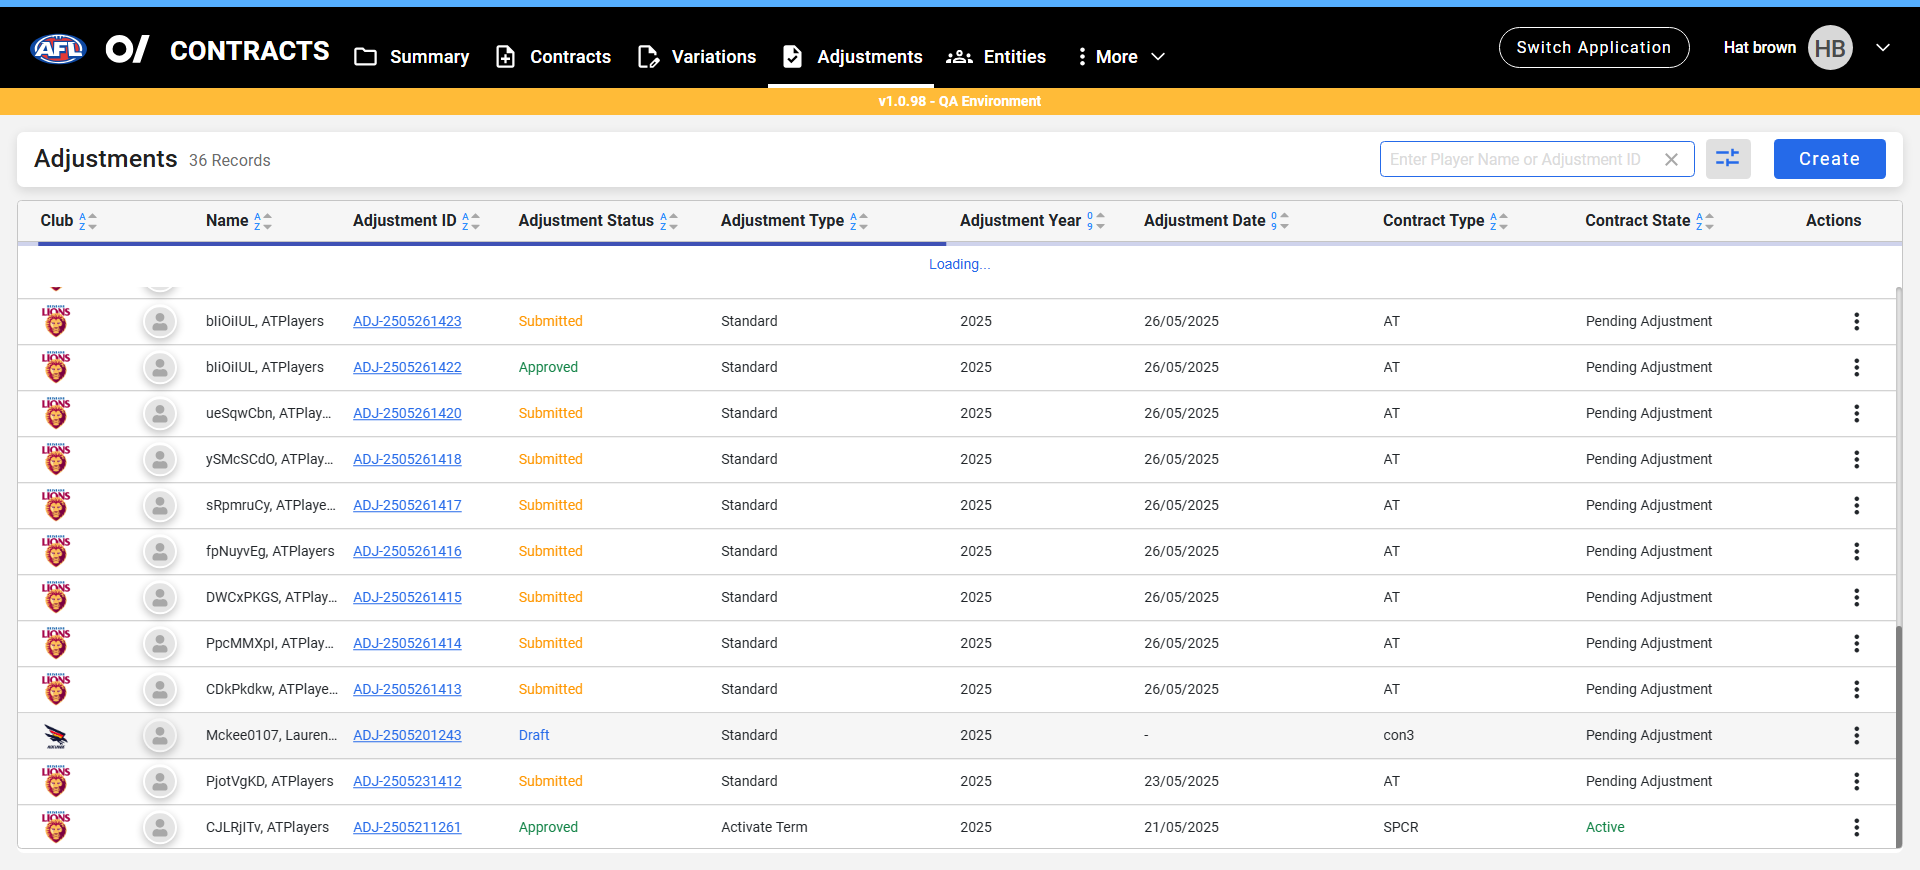 AFL CONTRACTS Summary Contracts Variations Adjustments Entities More Switch Application Hat brown HB
v1.0.98 - QA Environment
Adjustments 36 Records Enter Player Name or Adjustment ID Create
Club Name Adjustment ID Adjustment Status Adjustment Type Adjustment Year Adjustment Date Contract Type Contract State Actions
Loading...
LIONS bIiOiIUL, ATPlayers ADJ-2505261423 Submitted Standard 2025 26/05/2025 AT Pending Adjustment
LIONS bIiOiIUL, ATPlayers ADJ-2505261422 Approved Standard 2025 26/05/2025 AT Pending Adjustment
LIONS ueSqwCbn, ATPlay... ADJ-2505261420 Submitted Standard 2025 26/05/2025 AT Pending Adjustment
LIONS ySMcSCdO, ATPlay... ADJ-2505261418 Submitted Standard 2025 26/05/2025 AT Pending Adjustment
LIONS sRpmruCy, ATPlaye... ADJ-2505261417 Submitted Standard 2025 26/05/2025 AT Pending Adjustment
LIONS fpNuyvEg, ATPlayers ADJ-2505261416 Submitted Standard 2025 26/05/2025 AT Pending Adjustment
LIONS DWCxPKGS, ATPlay... ADJ-2505261415 Submitted Standard 2025 26/05/2025 AT Pending Adjustment
LIONS PpcMMXpI, ATPlay... ADJ-2505261414 Submitted Standard 2025 26/05/2025 AT Pending Adjustment
LIONS CDkPkdkw, ATPlaye... ADJ-2505261413 Submitted Standard 2025 26/05/2025 AT Pending Adjustment
Mckee0107, Lauren... ADJ-2505201243 Draft Standard 2025 - con3 Pending Adjustment
LIONS PjotVgKD, ATPlayers ADJ-2505231412 Submitted Standard 2025 23/05/2025 AT Pending Adjustment
LIONS CJLRjITv, ATPlayers ADJ-2505211261 Approved Activate Term 2025 21/05/2025 SPCR Active